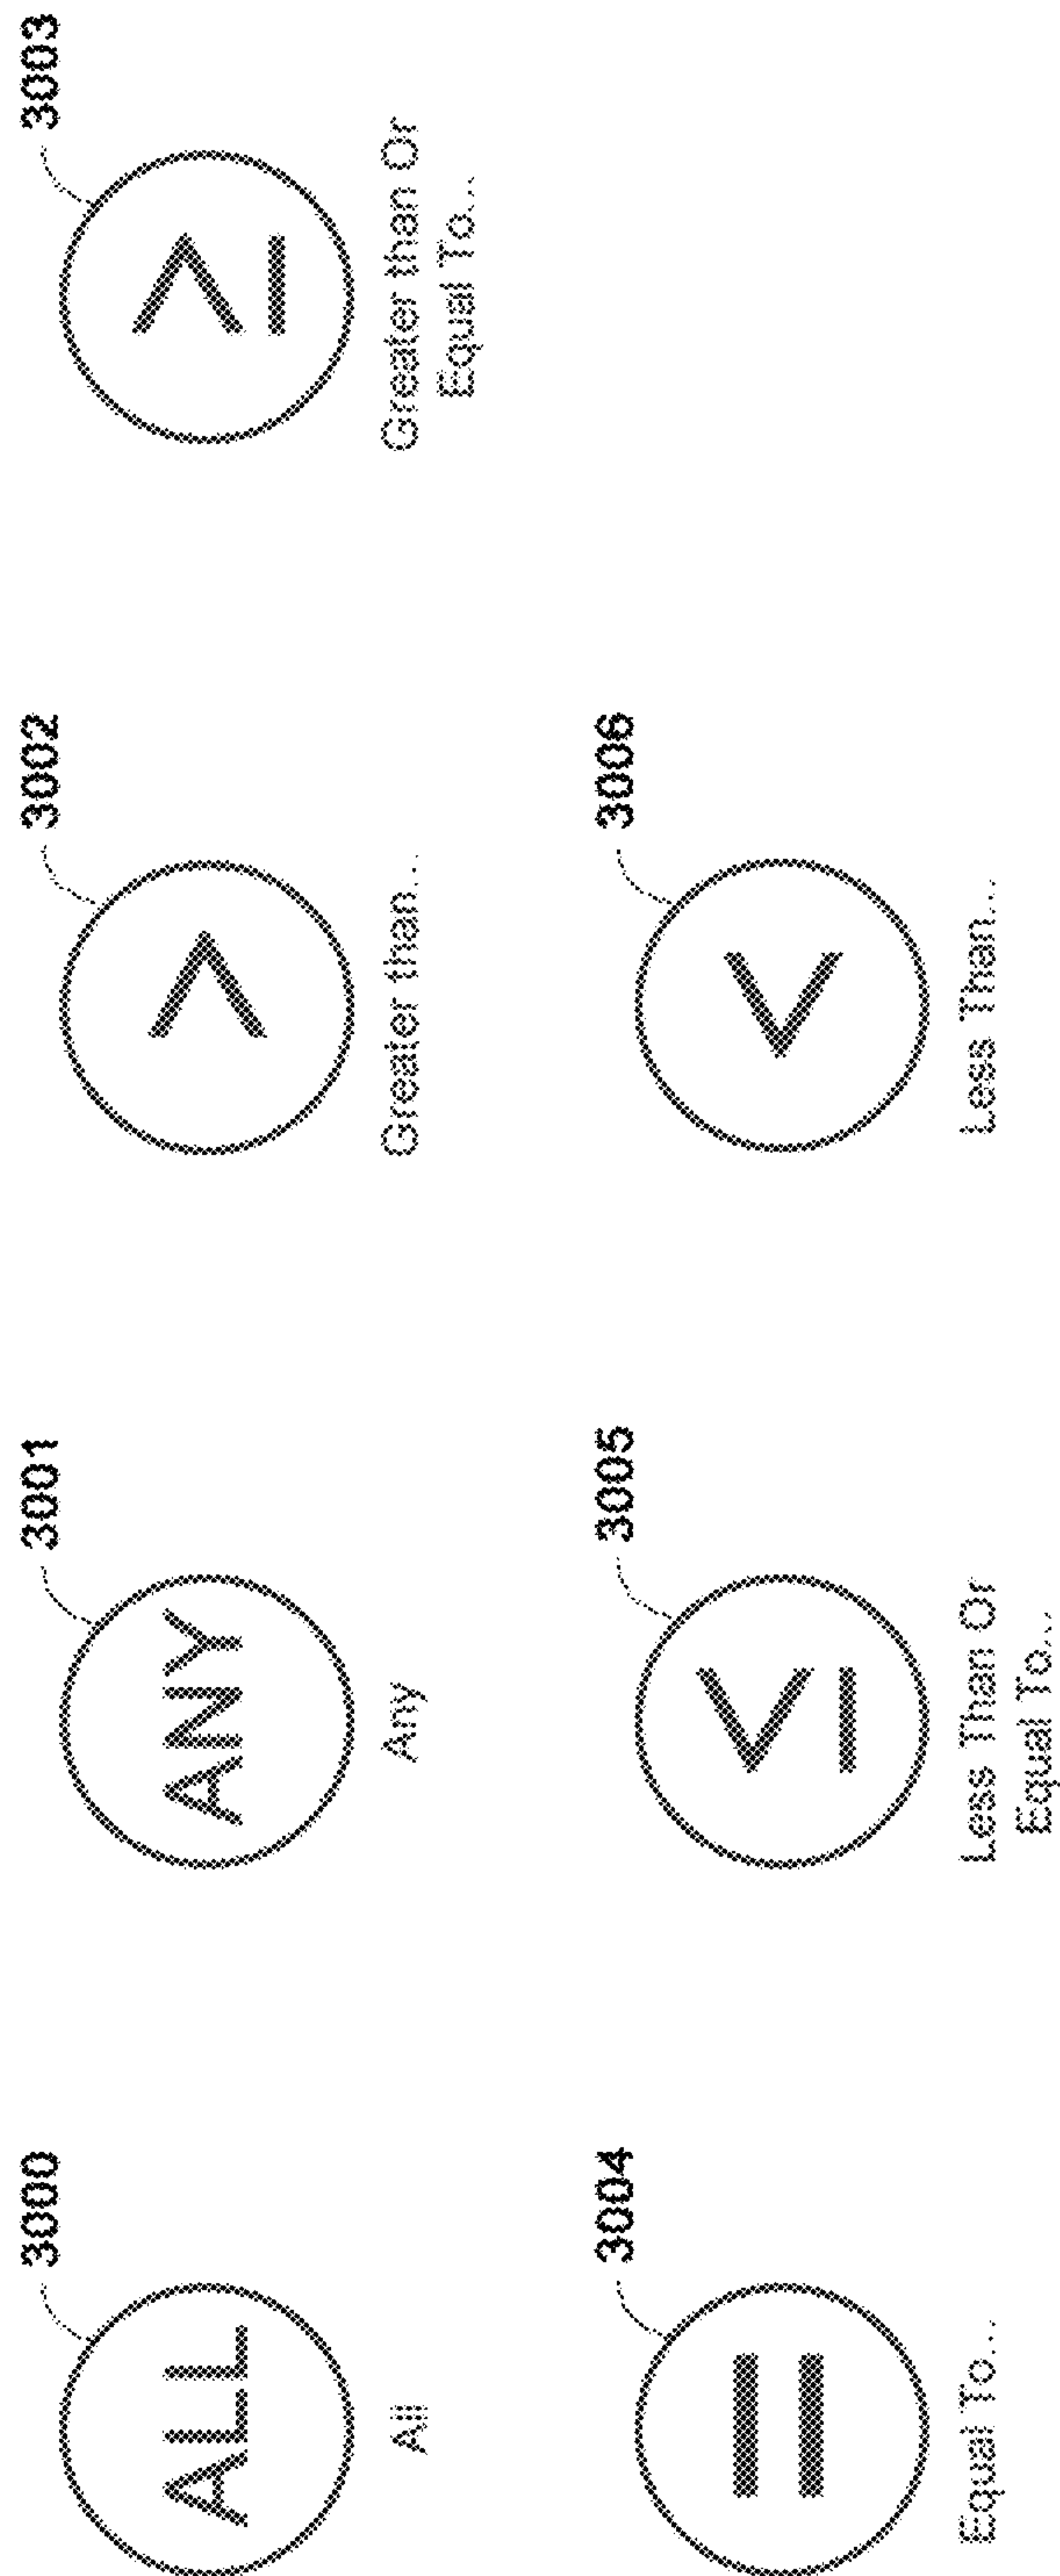 3000
ALL
All
3001
ANY
Any
3002
>
Greater than...
3003
≥
Greater than Or
Equal To...
3004
=
Equal To...
3005
≤
Less Than Or
Equal To...
3006
<
Less Than...